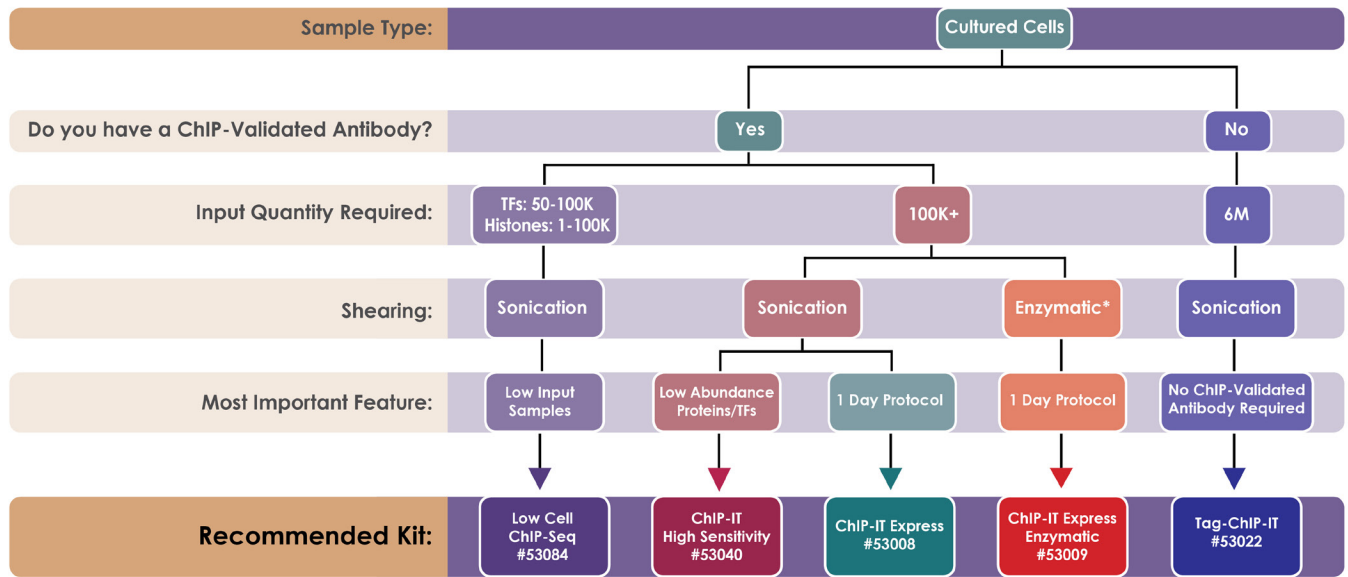 Sample Type:
Cultured Cells
Do you have a ChIP-Validated Antibody?
Yes
No
Input Quantity Required:
TFs: 50-100K
Histones: 1-100K
100K+
6M
Shearing:
Sonication
Sonication
Enzymatic*
Sonication
Most Important Feature:
Low Input
Samples
Low Abundance
Proteins/TFs
1 Day Protocol
1 Day Protocol
No ChIP-Validated
Antibody Required
Recommended Kit:
Low Cell
ChIP-Seq
#53084
ChIP-IT
High Sensitivity
#53040
ChIP-IT Express
#53008
ChIP-IT Express
Enzymatic
#53009
Tag-ChIP-IT
#53022